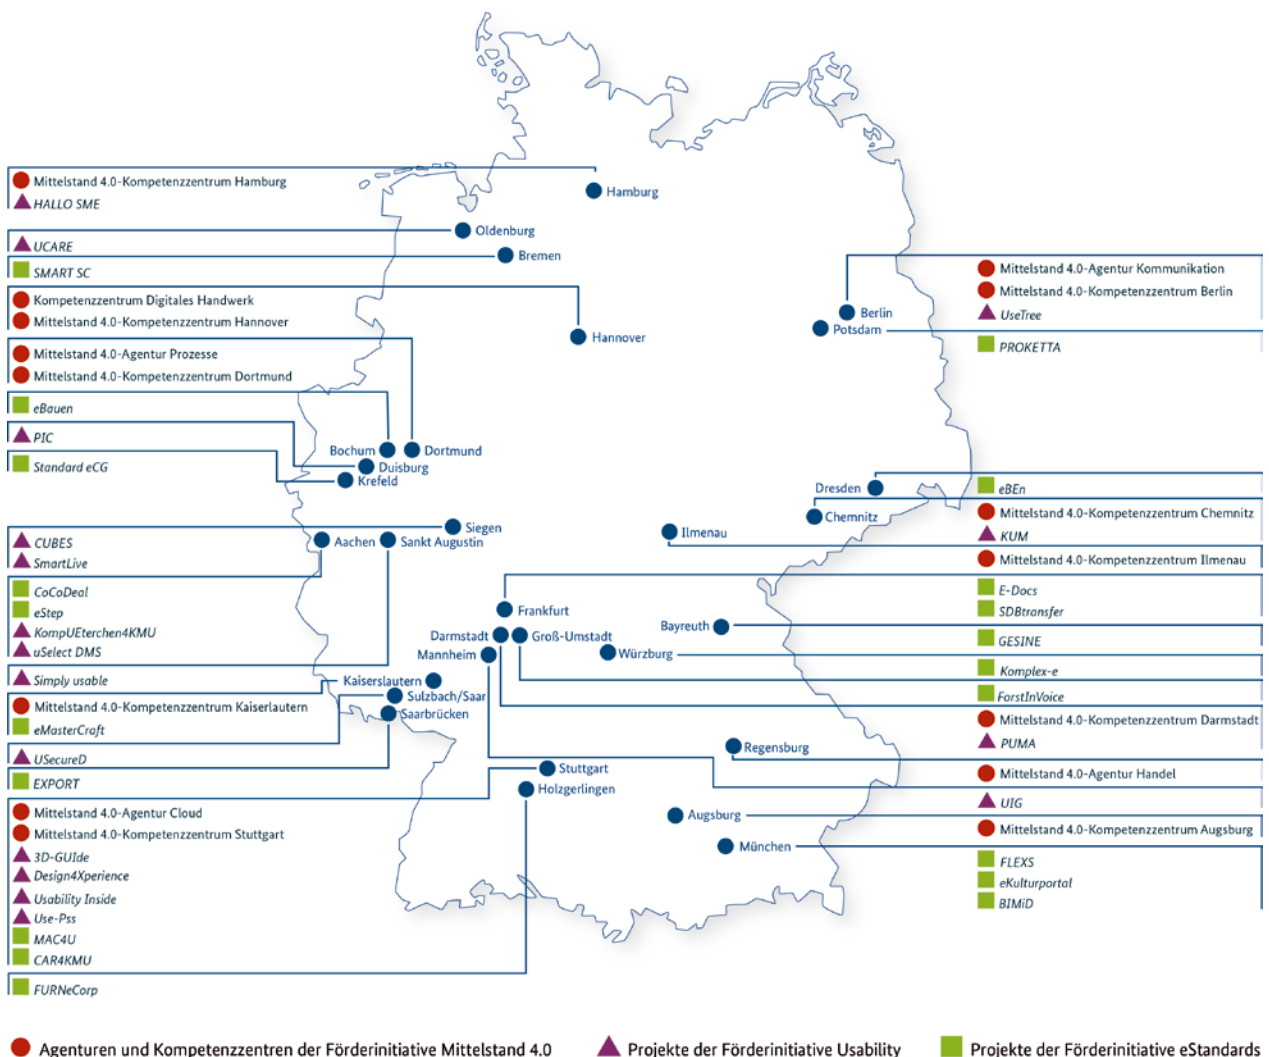 Mittelstand 4.0-Kompetenzzentrum Hamburg
HALLO SME
UCARE
SMART SC
Kompetenzzentrum Digitales Handwerk
Mittelstand 4.0-Kompetenzzentrum Hannover
Mittelstand 4.0-Agentur Prozesse
Mittelstand 4.0-Kompetenzzentrum Dortmund
eBauen
PIC
Standard eCG
CUBES
SmartLive
CoCoDeal
eStep
KompUEterchen4KMU
uSelect DMS
Simply usable
Mittelstand 4.0-Kompetenzzentrum Kaiserlautern
eMasterCraft
USecureD
EXPORT
Mittelstand 4.0-Agentur Cloud
Mittelstand 4.0-Kompetenzzentrum Stuttgart
3D-GUIde
Design4Xperience
Usability Inside
Use-Pss
MAC4U
CAR4KMU
FURNeCorp
Hamburg
Oldenburg
Bremen
Hannover
Berlin
Potsdam
Bochum
Dortmund
Duisburg
Krefeld
Dresden
Chemnitz
Siegen
Aachen
Sankt Augustin
Ilmenau
Frankfurt
Bayreuth
Darmstadt
Groß-Umstadt
Mannheim
Würzburg
Kaiserslautern
Sulzbach/Saar
Saarbrücken
Regensburg
Stuttgart
Holzgerlingen
Augsburg
München
Mittelstand 4.0-Agentur Kommunikation
Mittelstand 4.0-Kompetenzzentrum Berlin
UseTree
PROKETTA
eBEn
Mittelstand 4.0-Kompetenzzentrum Chemnitz
KUM
Mittelstand 4.0-Kompetenzzentrum Ilmenau
E-Docs
SDBtransfer
GESINE
Komplex-e
ForstInVoice
Mittelstand 4.0-Kompetenzzentrum Darmstadt
PUMA
Mittelstand 4.0-Agentur Handel
UIG
Mittelstand 4.0-Kompetenzzentrum Augsburg
FLEXS
eKulturportal
BIMiD
Agenturen und Kompetenzzentren der Förderinitiative Mittelstand 4.0
Projekte der Förderinitiative Usability
Projekte der Förderinitiative eStandards